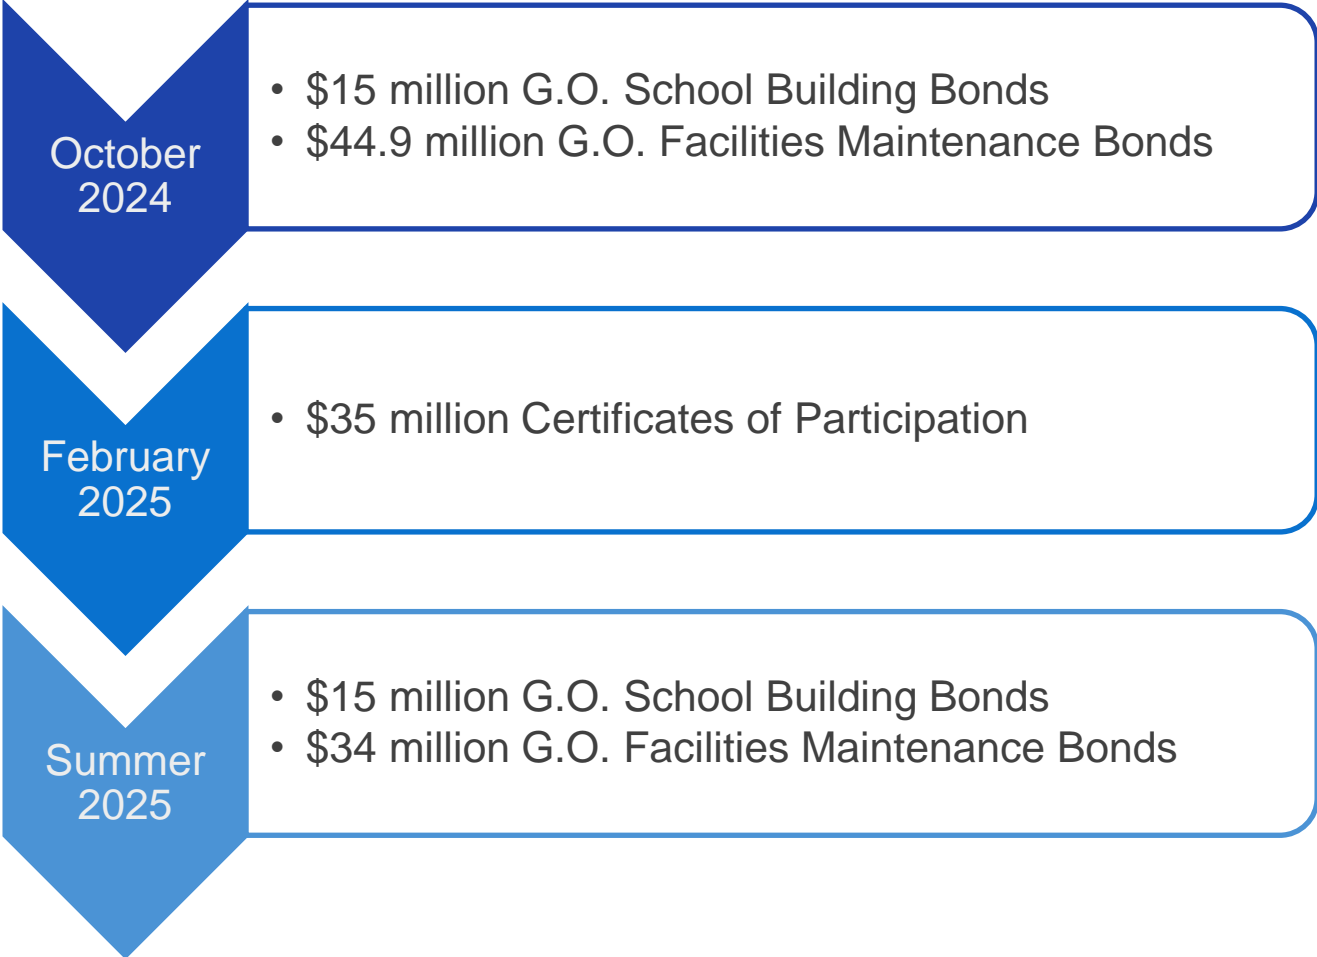 October
2024
• $15 million G.O. School Building Bonds
• $44.9 million G.O. Facilities Maintenance Bonds
February
2025
• $35 million Certificates of Participation
Summer
2025
• $15 million G.O. School Building Bonds
• $34 million G.O. Facilities Maintenance Bonds